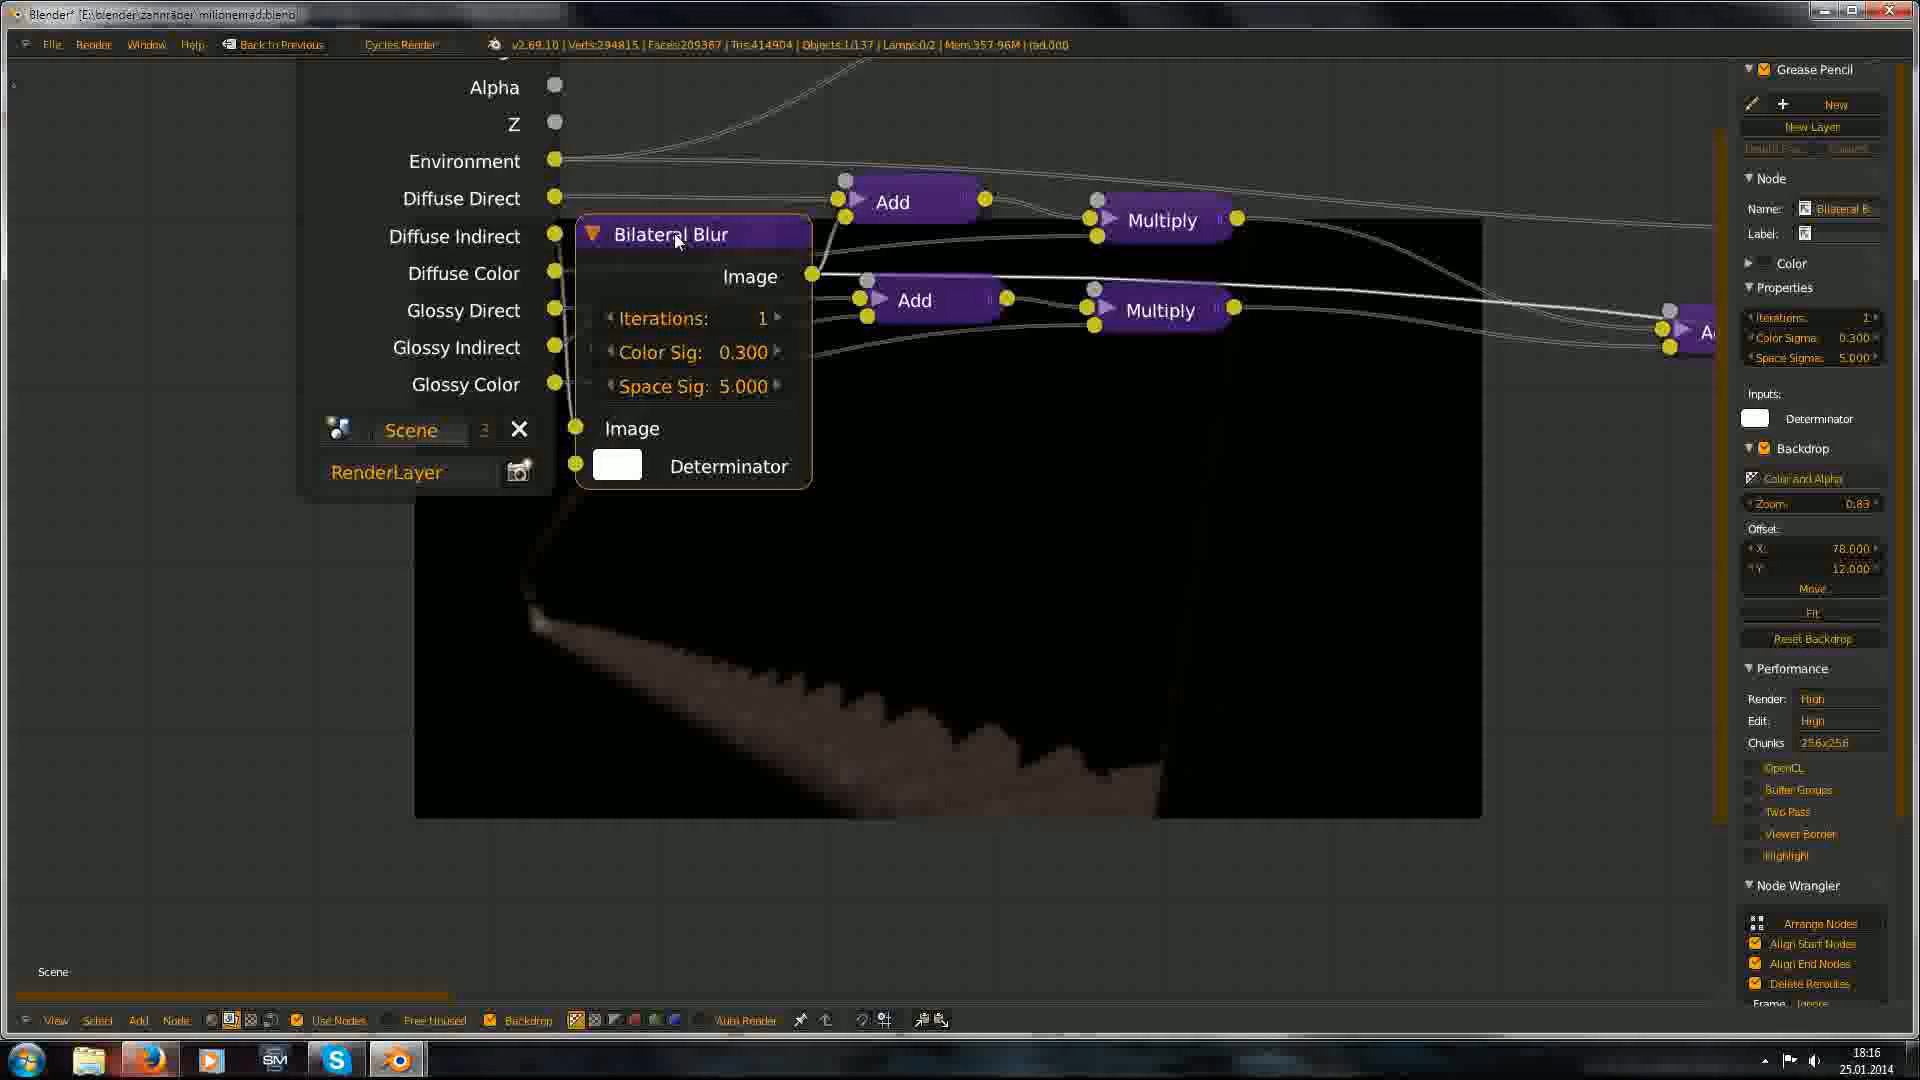 Blender* [E:\blender\zahnräder\millionenrad.blend]
File Render Window Help Back to Previous Cycles Render v2.69.10 | Verts:294815 | Faces:209367 | Tris:414904 | Objects:1/137 | Lamps:0/2 | Mem:357.96M | rad.000
Alpha
Z
Environment
Diffuse Direct
Diffuse Indirect
Diffuse Color
Glossy Direct
Glossy Indirect
Glossy Color
Scene 3
RenderLayer
Bilateral Blur
Image
Iterations: 1
Color Sig: 0.300
Space Sig: 5.000
Image
Determinator
Add
Multiply
Add
Multiply
Grease Pencil
New
New Layer
Node
Name: Bilateral B
Label:
Color
Properties
Iterations: 1
Color Sigma: 0.300
Space Sigma: 5.000
Inputs:
Determinator
Backdrop
Color and Alpha
Zoom: 0.83
Offset:
X: 78.000
Y: 12.000
Move
Fit
Reset Backdrop
Performance
Render: High
Edit: High
Chunks 256x256
OpenCL
Buffer Groups
Two Pass
Viewer Border
Highlight
Node Wrangler
Arrange Nodes
Align Start Nodes
Align End Nodes
Delete Reroutes
Frame Ignore
Scene
View Select Add Node Use Nodes Free Unused Backdrop Auto Render
SM
18:16
25.01.2014